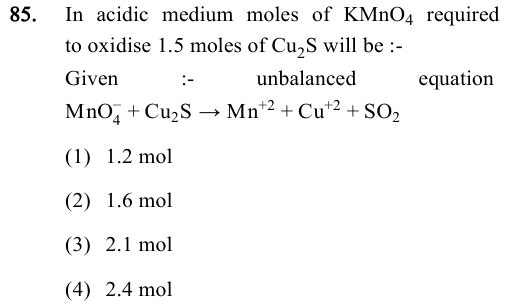 85. In acidic medium moles of KMnO₄ required
to oxidise 1.5 moles of Cu₂S will be :-
Given :- unbalanced equation
MnO₄⁻ + Cu₂S → Mn⁺² + Cu⁺² + SO₂
(1) 1.2 mol
(2) 1.6 mol
(3) 2.1 mol
(4) 2.4 mol